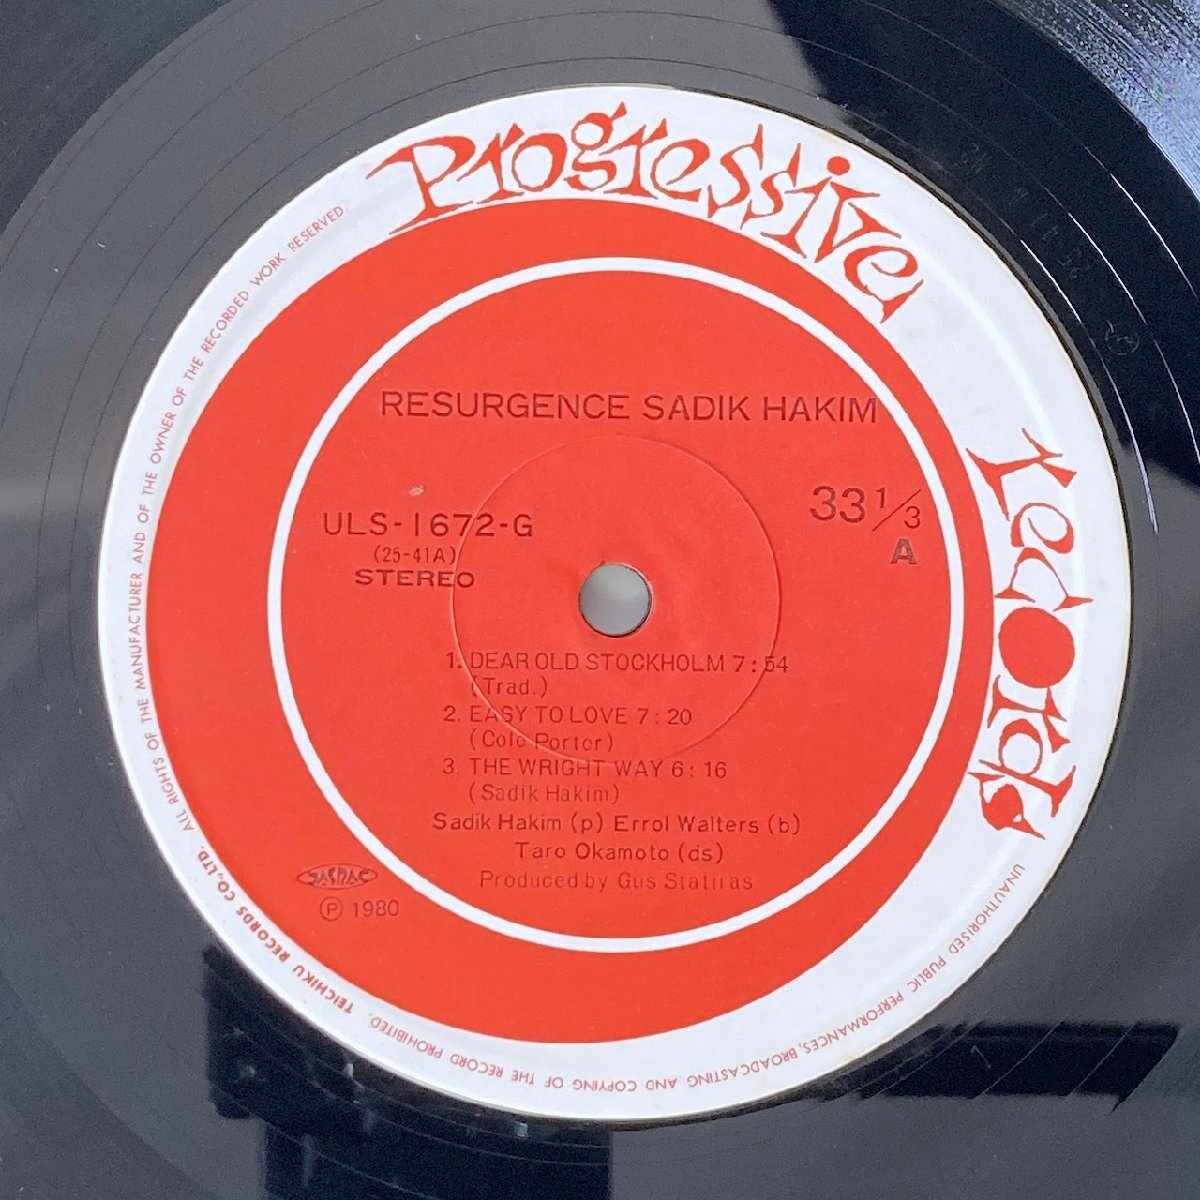 Progressive records
RESURGENCE SADIK HAKIM
ULS-1672-G
(25-41A)
STEREO
33 1/3
A
1. DEAR OLD STOCKHOLM 7:54
(Trad.)
2. EASY TO LOVE 7:20
(Cole Porter)
3. THE WRIGHT WAY 6:16
(Sadik Hakim)
Sadik Hakim (p) Errol Walters (b)
Taro Okamoto (ds)
Produced by Gus Statiras
JASRAC
℗ 1980
TEICHIKU RECORDS CO.,LTD. ALL RIGHTS OF THE MANUFACTURER AND OF THE OWNER OF THE RECORDED WORK RESERVED.
UNAUTHORISED PUBLIC PERFORMANCES, BROADCASTING AND COPYING OF THE RECORD PROHIBITED.